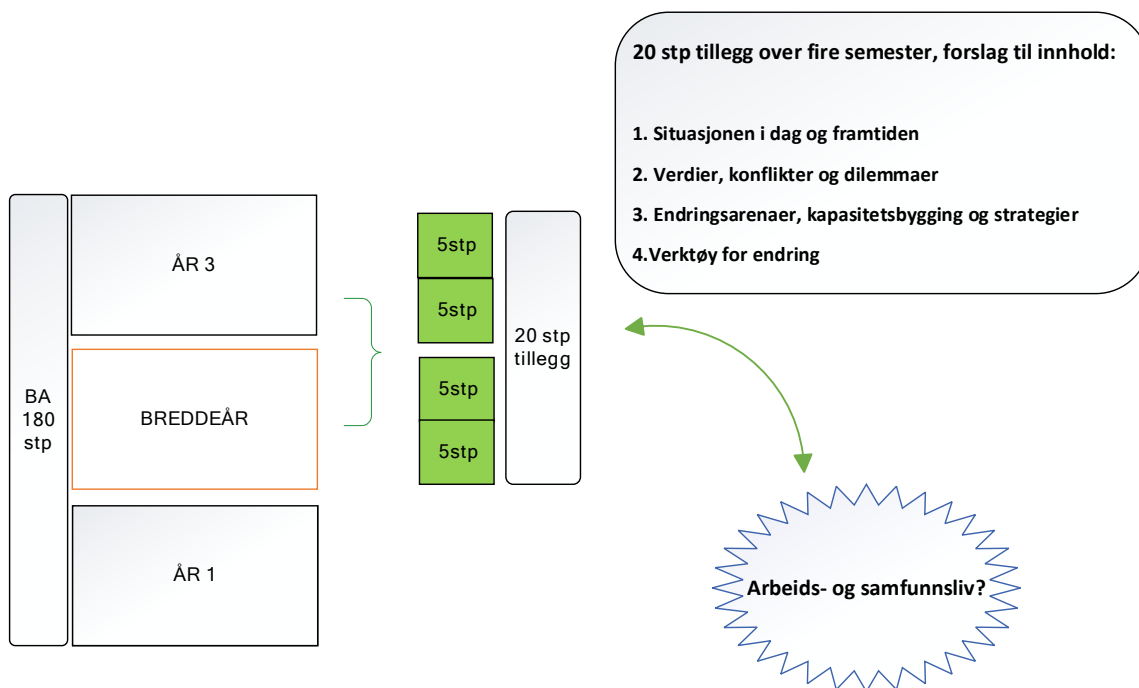 20 stp tillegg over fire semester, forslag til innhold:
1. Situasjonen i dag og framtiden
2. Verdier, konflikter og dilemmaer
3. Endringsarenaer, kapasitetsbygging og strategier
4.Verktøy for endring
BA
180
stp
ÅR 3
BREDDEÅR
ÅR 1
5stp
5stp
5stp
5stp
20 stp
tillegg
Arbeids- og samfunnsliv?